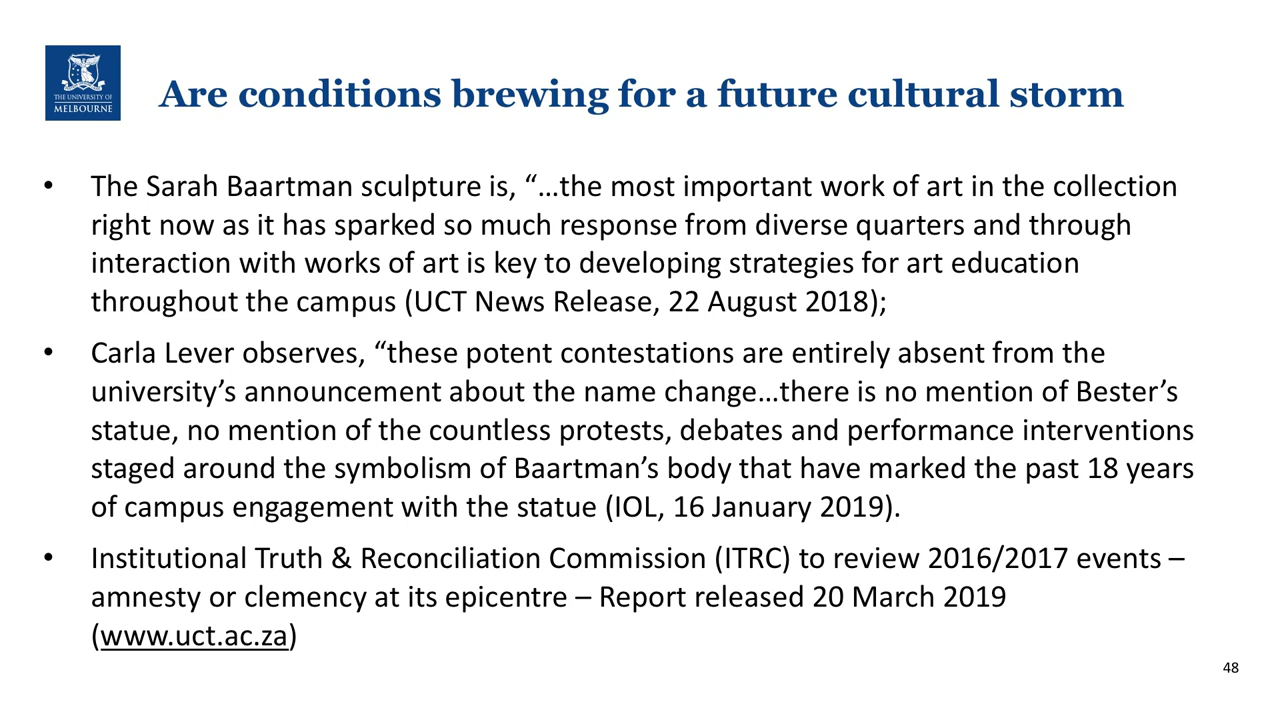 THE UNIVERSITY OF
MELBOURNE
Are conditions brewing for a future cultural storm
• The Sarah Baartman sculpture is, “…the most important work of art in the collection
right now as it has sparked so much response from diverse quarters and through
interaction with works of art is key to developing strategies for art education
throughout the campus (UCT News Release, 22 August 2018);
• Carla Lever observes, “these potent contestations are entirely absent from the
university’s announcement about the name change…there is no mention of Bester’s
statue, no mention of the countless protests, debates and performance interventions
staged around the symbolism of Baartman’s body that have marked the past 18 years
of campus engagement with the statue (IOL, 16 January 2019).
• Institutional Truth & Reconciliation Commission (ITRC) to review 2016/2017 events –
amnesty or clemency at its epicentre – Report released 20 March 2019
(www.uct.ac.za)
48